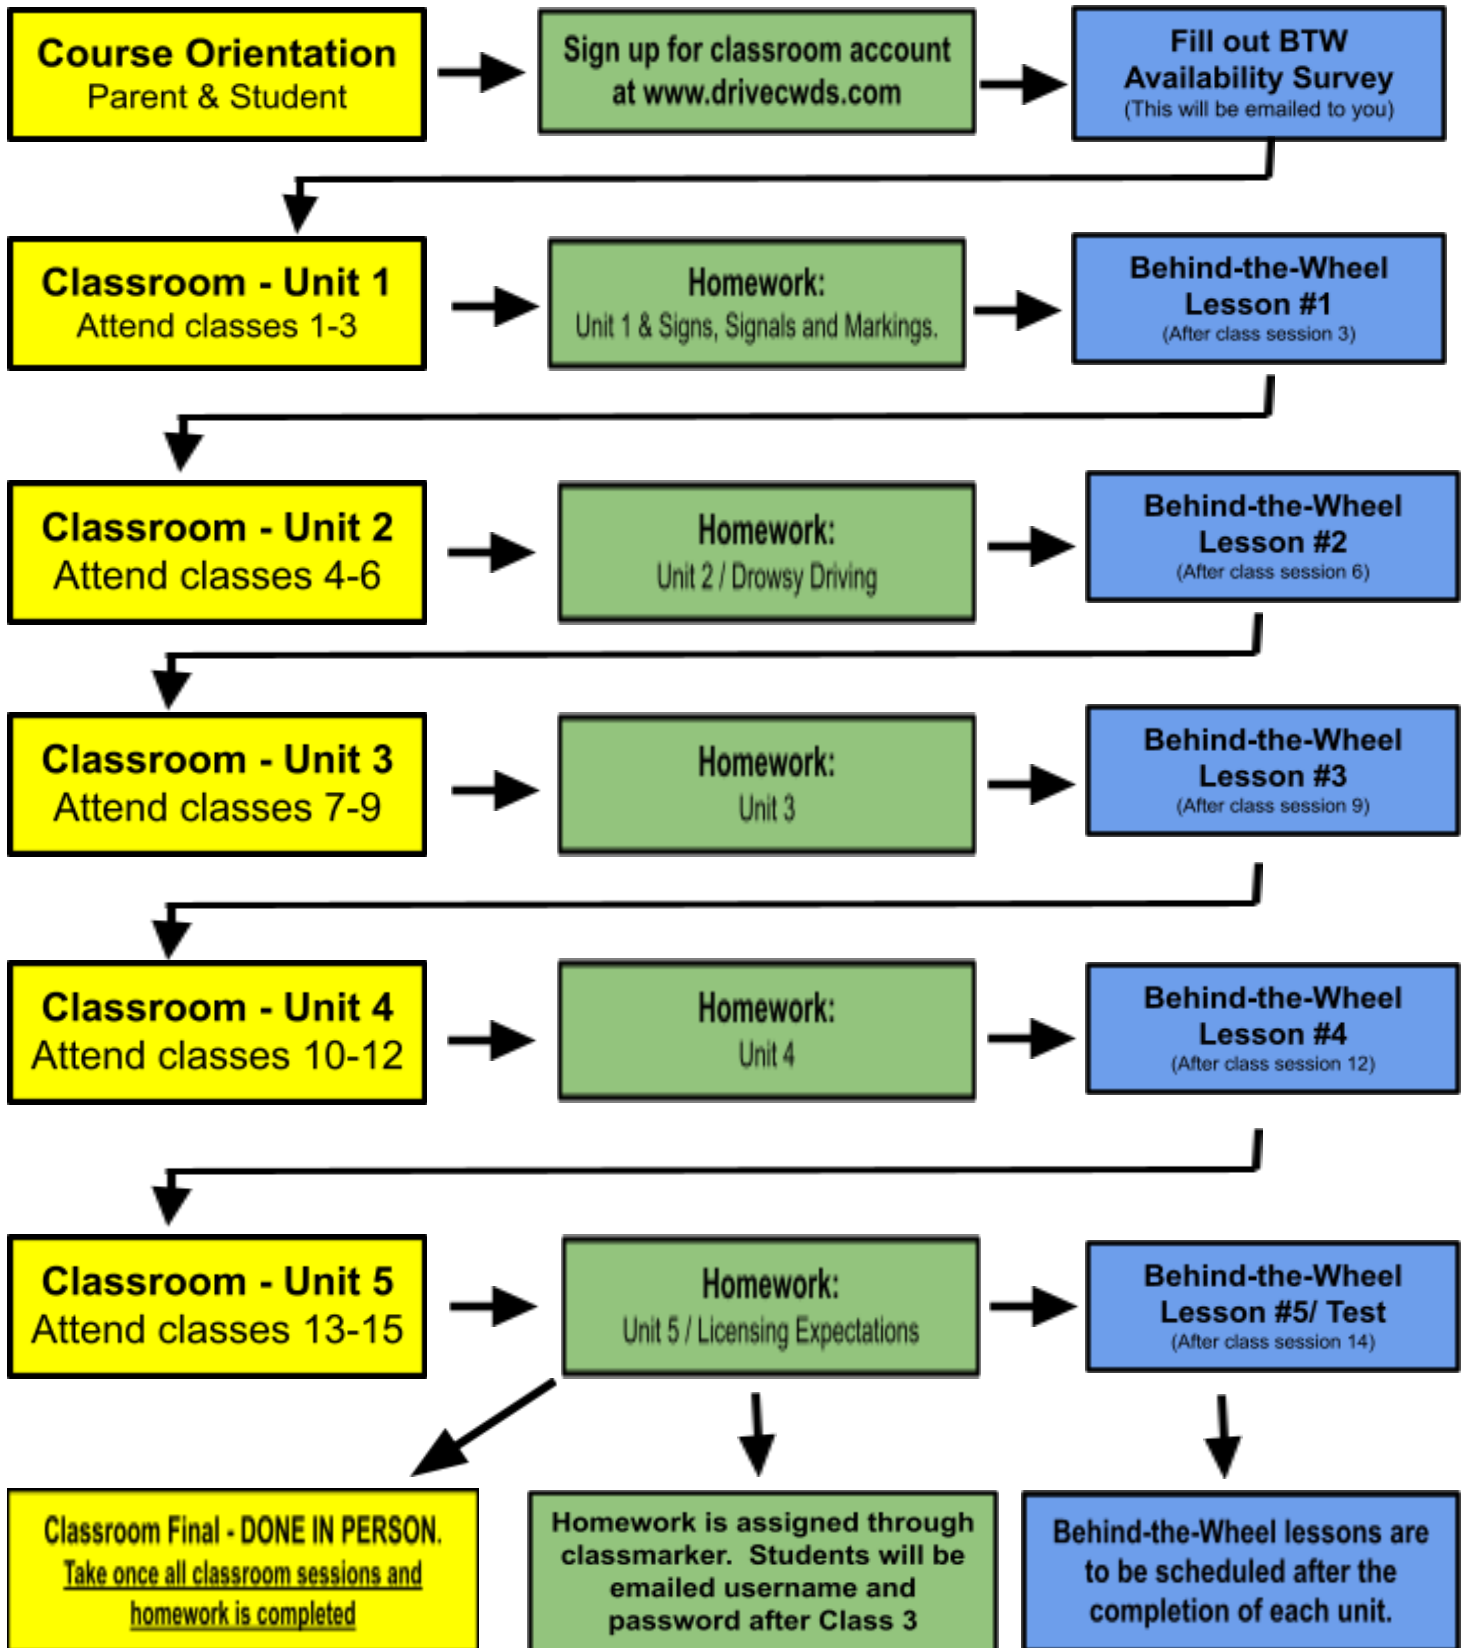 Course Orientation
Parent & Student
Sign up for classroom account
at www.drivecwds.com
Fill out BTW
Availability Survey
(This will be emailed to you)
Classroom - Unit 1
Attend classes 1-3
Homework:
Unit 1 & Signs, Signals and Markings.
Behind-the-Wheel
Lesson #1
(After class session 3)
Classroom - Unit 2
Attend classes 4-6
Homework:
Unit 2 / Drowsy Driving
Behind-the-Wheel
Lesson #2
(After class session 6)
Classroom - Unit 3
Attend classes 7-9
Homework:
Unit 3
Behind-the-Wheel
Lesson #3
(After class session 9)
Classroom - Unit 4
Attend classes 10-12
Homework:
Unit 4
Behind-the-Wheel
Lesson #4
(After class session 12)
Classroom - Unit 5
Attend classes 13-15
Homework:
Unit 5 / Licensing Expectations
Behind-the-Wheel
Lesson #5/ Test
(After class session 14)
Classroom Final - DONE IN PERSON.
Take once all classroom sessions and
homework is completed
Homework is assigned through
classmarker.  Students will be
emailed username and
password after Class 3
Behind-the-Wheel lessons are
to be scheduled after the
completion of each unit.